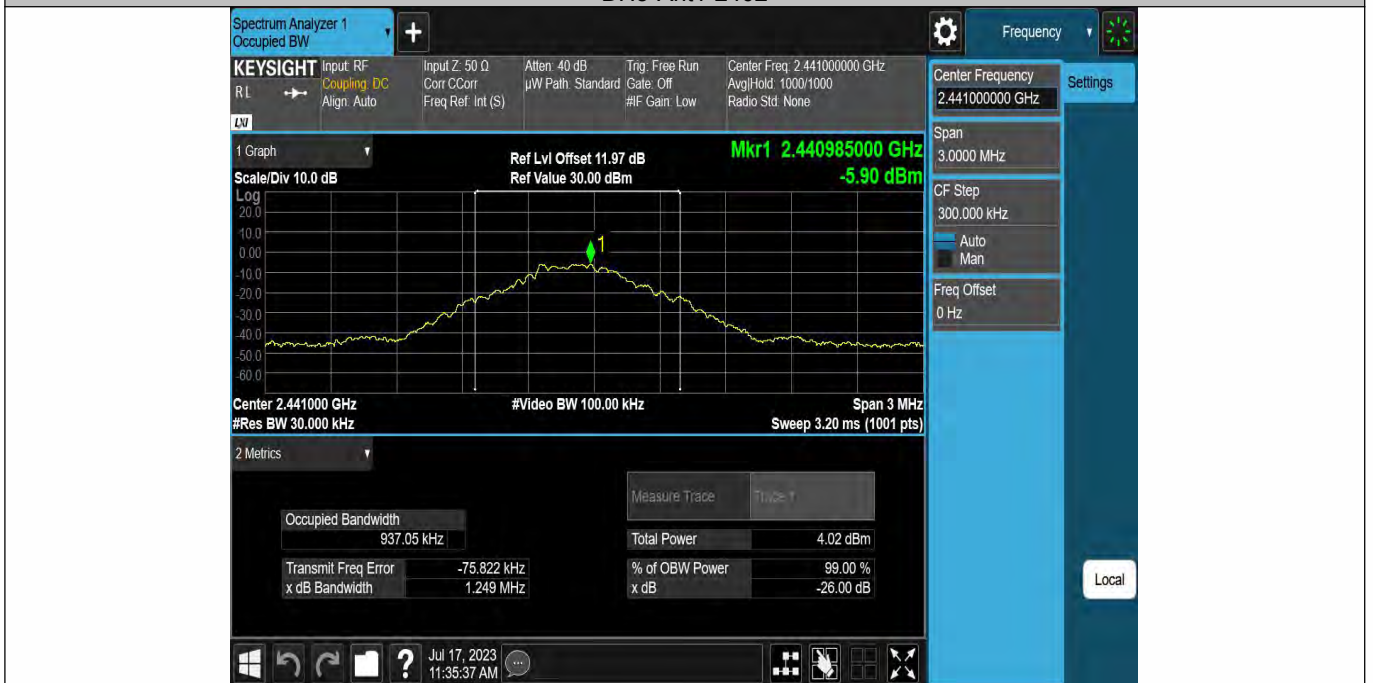 Spectrum Analyzer 1
Occupied BW
Frequency
KEYSIGHT
RL
LXI
Input: RF
Coupling: DC
Align: Auto
Input Z: 50 Ω
Corr CCorr
Freq Ref: Int (S)
Atten: 40 dB
µW Path: Standard
Trig: Free Run
Gate: Off
#IF Gain: Low
Center Freq: 2.441000000 GHz
Avg|Hold: 1000/1000
Radio Std: None
Center Frequency
2.441000000 GHz
Settings
Span
3.0000 MHz
CF Step
300.000 kHz
Auto
Man
Freq Offset
0 Hz
Local
1 Graph
Scale/Div 10.0 dB
Ref Lvl Offset 11.97 dB
Ref Value 30.00 dBm
Mkr1 2.440985000 GHz
-5.90 dBm
Log
20.0
10.0
0.00
-10.0
-20.0
-30.0
-40.0
-50.0
-60.0
1
Center 2.441000 GHz
#Video BW 100.00 kHz
Span 3 MHz
#Res BW 30.000 kHz
Sweep 3.20 ms (1001 pts)
2 Metrics
Measure Trace
Trace 1
Occupied Bandwidth
937.05 kHz
Total Power
4.02 dBm
Transmit Freq Error
-75.822 kHz
% of OBW Power
99.00 %
x dB Bandwidth
1.249 MHz
x dB
-26.00 dB
Jul 17, 2023
11:35:37 AM